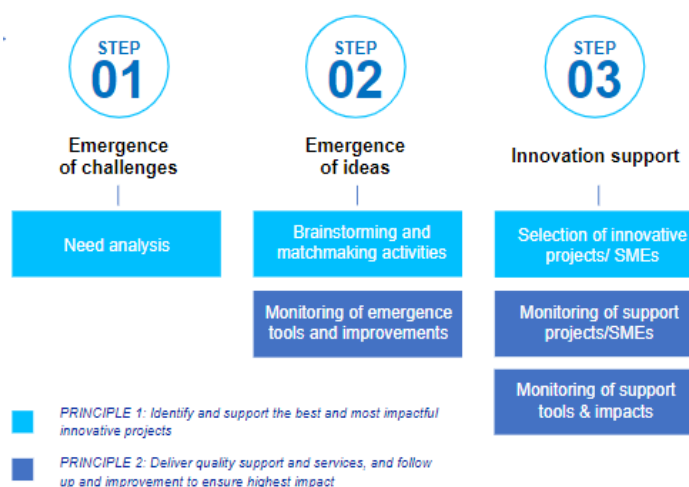 STEP
01
STEP
02
STEP
03
Emergence
of challenges
Emergence
of ideas
Innovation support
Need analysis
Brainstorming and
matchmaking activities
Selection of innovative
projects/ SMEs
Monitoring of emergence
tools and improvements
Monitoring of support
projects/SMEs
Monitoring of support
tools & impacts
PRINCIPLE 1: Identify and support the best and most impactful
innovative projects
PRINCIPLE 2: Deliver quality support and services, and follow
up and improvement to ensure highest impact